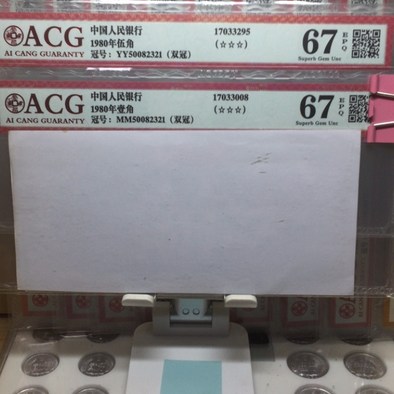 ACG
AI CANG GUARANTY
中国人民银行
1980年伍角
冠号：YY50082321（双冠）
17033295
(☆☆☆)
67
EPQ
Superb Gem Unc
ACG
AI CANG GUARANTY
中国人民银行
1980年壹角
冠号：MM50082321（双冠）
17033008
(☆☆☆)
67
EPQ
Superb Gem Unc